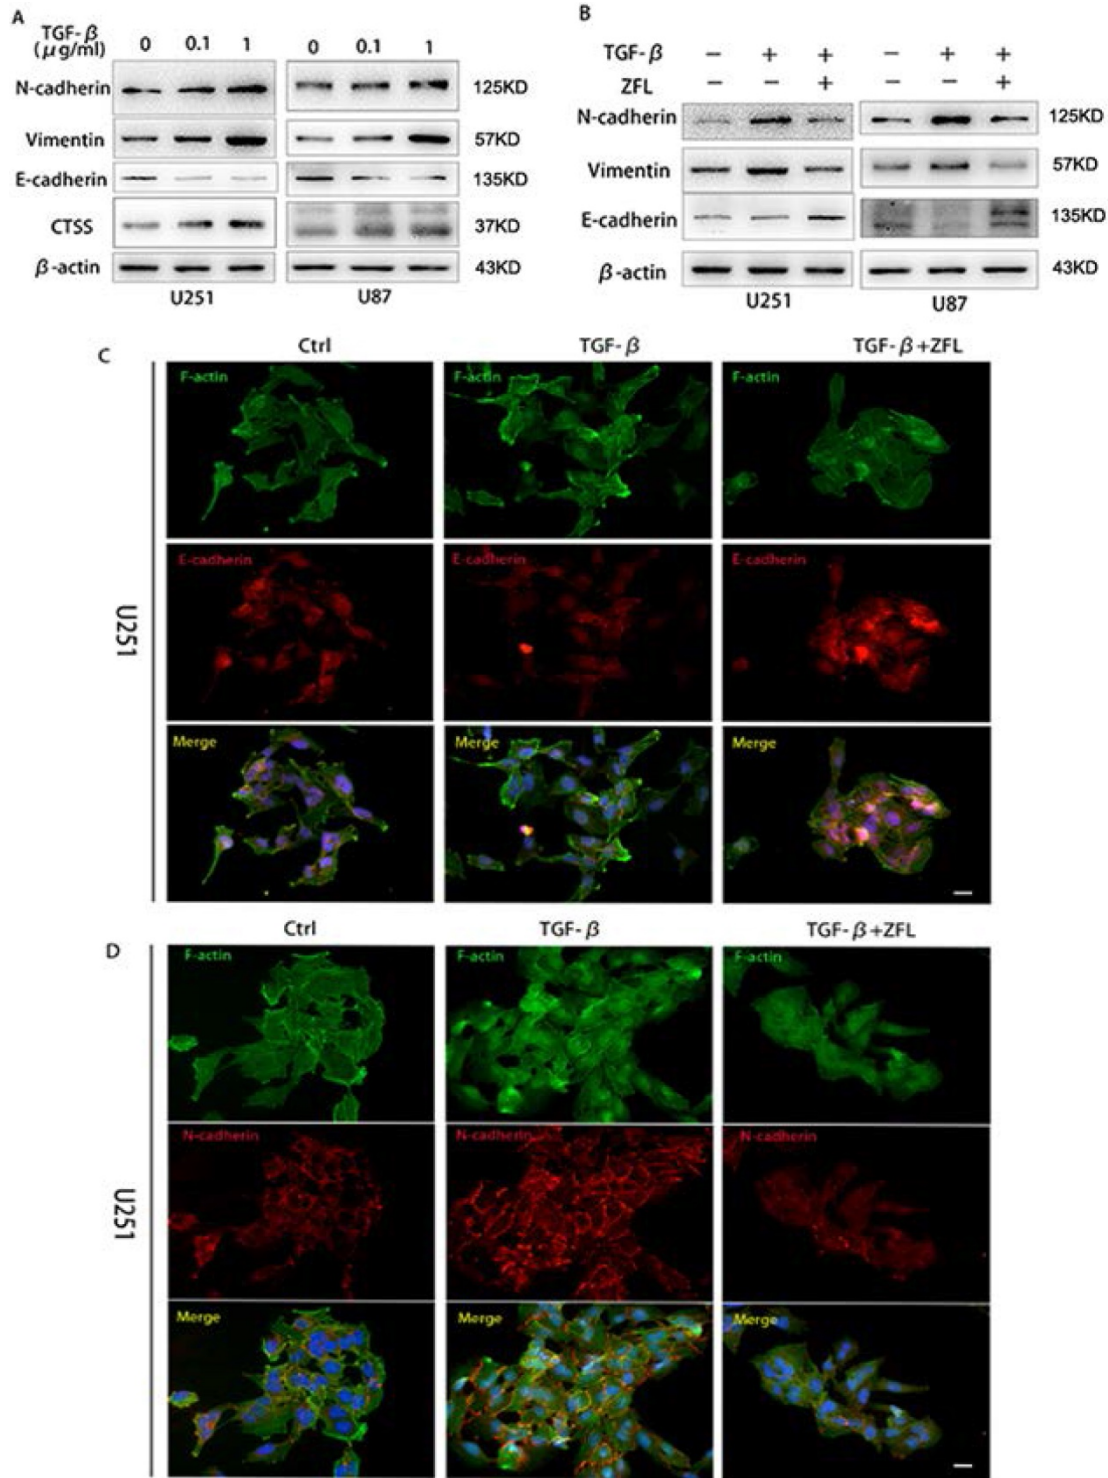 A
TGF-β
(μg/ml)
0 0.1 1 0 0.1 1
N-cadherin 125KD
Vimentin 57KD
E-cadherin 135KD
CTSS 37KD
β-actin 43KD
U251 U87
B
TGF-β − + + − + +
ZFL − − + − − +
N-cadherin 125KD
Vimentin 57KD
E-cadherin 135KD
β-actin 43KD
U251 U87
C
Ctrl TGF-β TGF-β+ZFL
F-actin F-actin F-actin
E-cadherin E-cadherin E-cadherin
U251
Merge Merge Merge
D
Ctrl TGF-β TGF-β+ZFL
F-actin F-actin F-actin
N-cadherin N-cadherin N-cadherin
U251
Merge Merge Merge